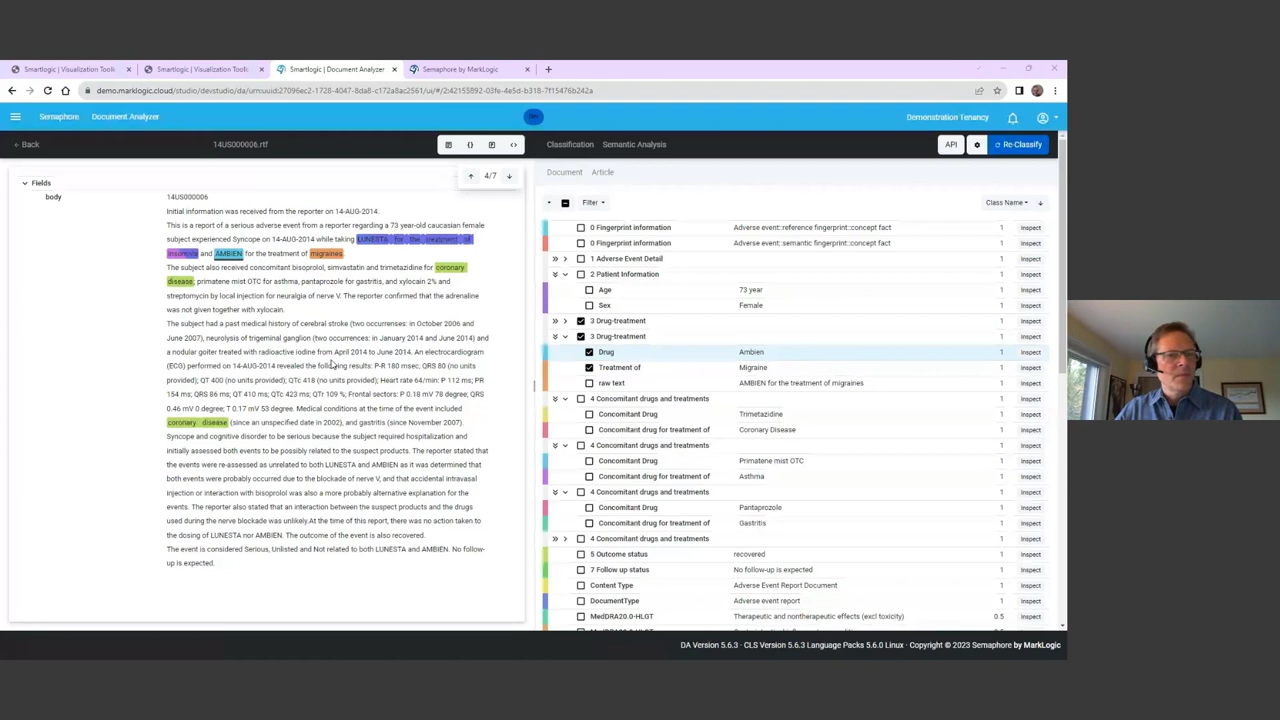 Smartlogic | Visualization Toolk
Smartlogic | Visualization Toolk
Smartlogic | Document Analyzer
Semaphore by MarkLogic
demo.marklogic.cloud/studio/devstudio/da/urn:uuid:27096ec2-1728-4047-8da8-c172a8ac2561/ui/#/2:42155892-03fe-4e5d-b318-7f15476b242a
Semaphore
Document Analyzer
Demonstration Tenancy
Back
14US000006.rtf
Classification
Semantic Analysis
API
Re-Classify
Fields
4/7
body
14US000006
Initial information was received from the reporter on 14-AUG-2014.
This is a report of a serious adverse event from a reporter regarding a 73 year-old caucasian female
subject experienced Syncope on 14-AUG-2014 while taking LUNESTA for the treatment of
insomnia and AMBIEN for the treatment of migraines.
The subject also received concomitant bisoprolol, simvastatin and trimetazidine for coronary
disease; primatene mist OTC for asthma, pantaprozole for gastritis, and xylocain 2% and
streptomycin by local injection for neuralgia of nerve V. The reporter confirmed that the adrenaline
was not given together with xylocain.
The subject had a past medical history of cerebral stroke (two occurrenses: in October 2006 and
June 2007), neurolysis of trigeminal ganglion (two occurences: in January 2014 and June 2014) and
a nodular goiter treated with radioactive iodine from April 2014 to June 2014. An electrocardiogram
(ECG) performed on 14-AUG-2014 revealed the following results: P-R 180 msec, QRS 80 (no units
provided); QT 400 (no units provided); QTc 418 (no units provided); Heart rate 64/min: P 112 ms; PR
154 ms; QRS 86 ms; QT 410 ms; QTc 423 ms; QTr 109 %; Frontal sectors: P 0.18 mV 78 degree; QRS
0.46 mV 0 degree; T 0.17 mV 53 degree. Medical conditions at the time of the event included
coronary disease (since an unspecified date in 2002), and gastritis (since November 2007).
Syncope and cognitive disorder to be serious because the subject required hospitalization and
initially assessed both events to be possibly related to the suspect products. The reporter stated that
the events were re-assessed as unrelated to both LUNESTA and AMBIEN as it was determined that
both events were probably occurred due to the blockade of nerve V, and that accidental intravasal
injection or interaction with bisoprolol was also a more probably alternative explanation for the
events. The reporter also stated that an interaction between the suspect products and the drugs
used during the nerve blockade was unlikely.At the time of this report, there was no action taken to
the dosing of LUNESTA nor AMBIEN. The outcome of the event is also recovered.
The event is considered Serious, Unlisted and Not related to both LUNESTA and AMBIEN. No follow-
up is expected.
Document
Article
Filter
Class Name
0 Fingerprint information Adverse event::reference fingerprint::concept fact 1 Inspect
0 Fingerprint information Adverse event::semantic fingerprint::concept fact 1 Inspect
1 Adverse Event Detail 1 Inspect
2 Patient Information 1 Inspect
Age 73 year 1 Inspect
Sex Female 1 Inspect
3 Drug-treatment 1 Inspect
3 Drug-treatment 1 Inspect
Drug Ambien 1 Inspect
Treatment of Migraine 1 Inspect
raw text AMBIEN for the treatment of migraines 1 Inspect
4 Concomitant drugs and treatments 1 Inspect
Concomitant Drug Trimetazidine 1 Inspect
Concomitant drug for treatment of Coronary Disease 1 Inspect
4 Concomitant drugs and treatments 1 Inspect
Concomitant Drug Primatene mist OTC 1 Inspect
Concomitant drug for treatment of Asthma 1 Inspect
4 Concomitant drugs and treatments 1 Inspect
Concomitant Drug Pantaprozole 1 Inspect
Concomitant drug for treatment of Gastritis 1 Inspect
4 Concomitant drugs and treatments 1 Inspect
5 Outcome status recovered 1 Inspect
7 Follow up status No follow-up is expected 1 Inspect
Content Type Adverse Event Report Document 1 Inspect
DocumentType Adverse event report 1 Inspect
MedDRA20.0-HLGT Therapeutic and nontherapeutic effects (excl toxicity) 0.5 Inspect
DA Version 5.6.3 - CLS Version 5.6.3 Language Packs 5.6.0 Linux • Copyright © 2023 Semaphore by MarkLogic